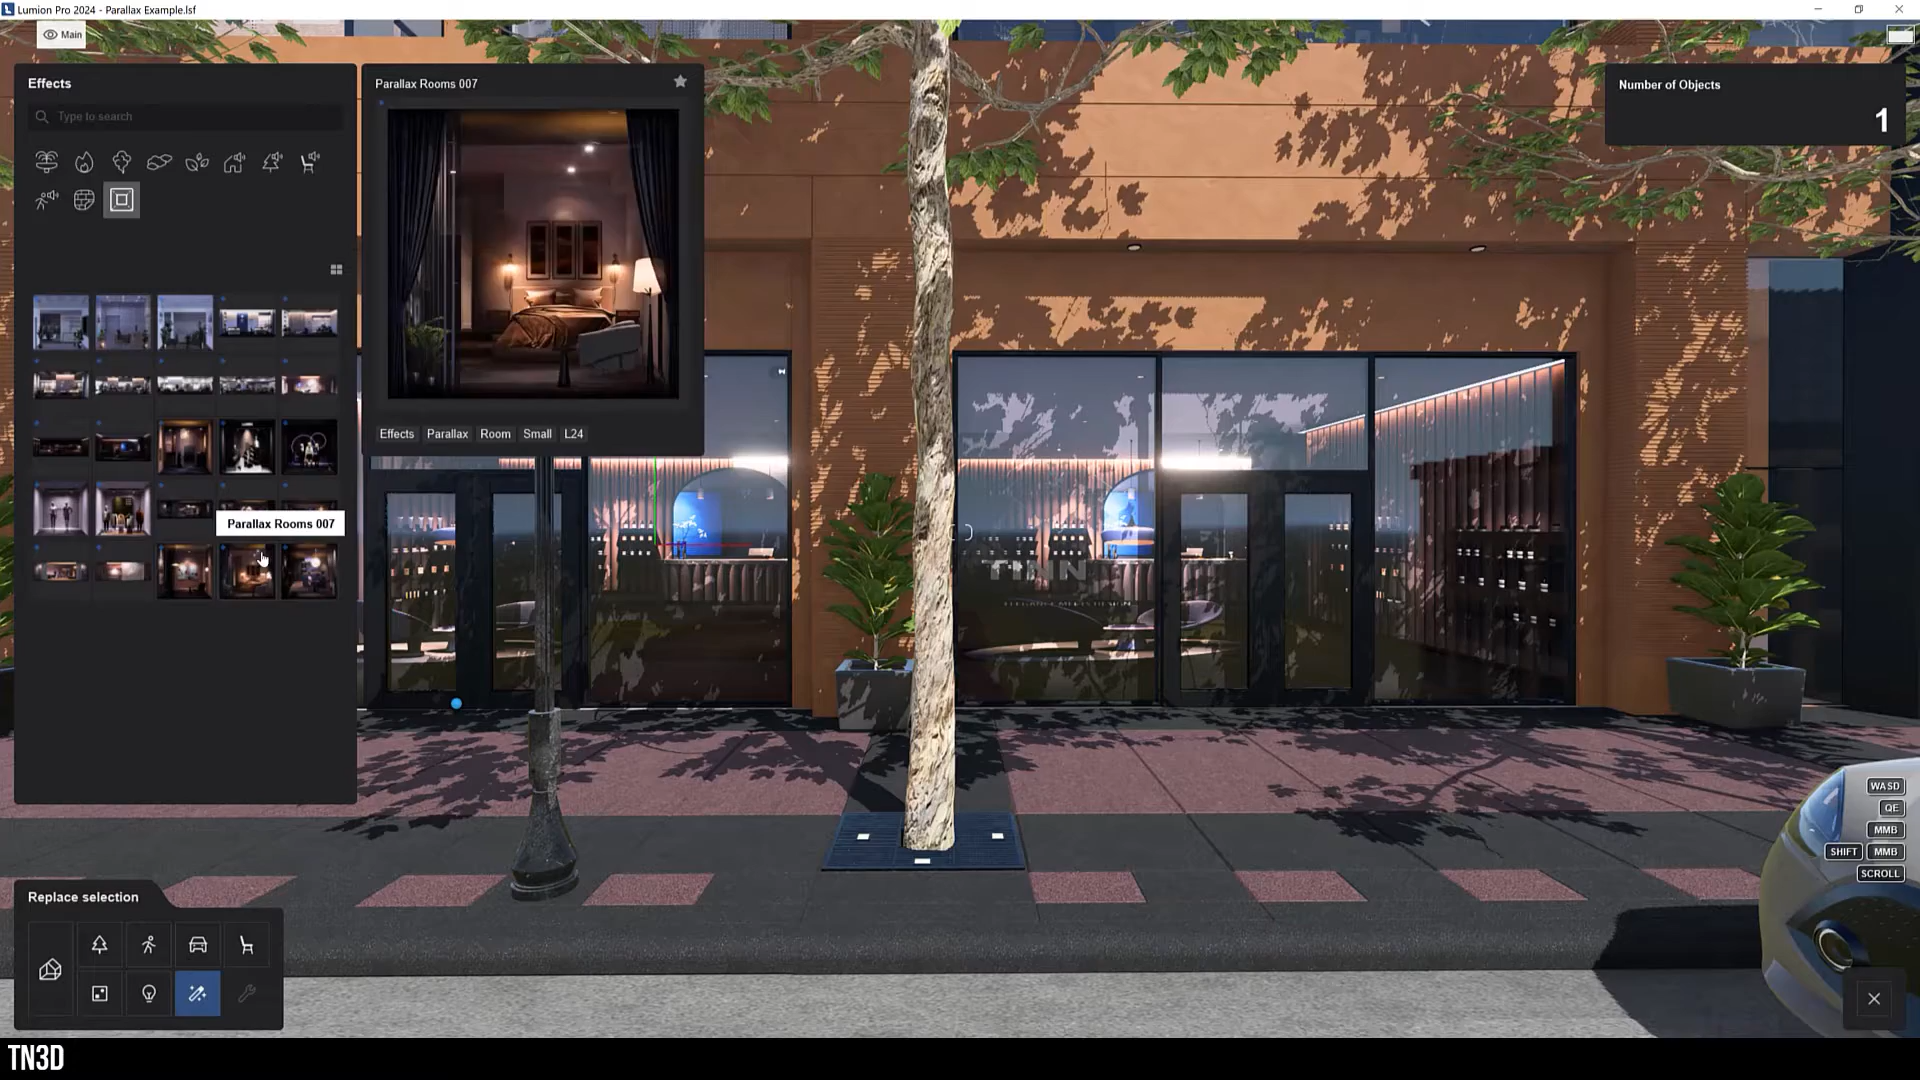 Lumion Pro 2024 - Parallax Example.lsf
Main
Effects
Type to search
Parallax Rooms 007
Effects Parallax Room Small L24
Parallax Rooms 007
Number of Objects
1
TINN
WASD
QE
MMB
SHIFT MMB
SCROLL
Replace selection
TN3D